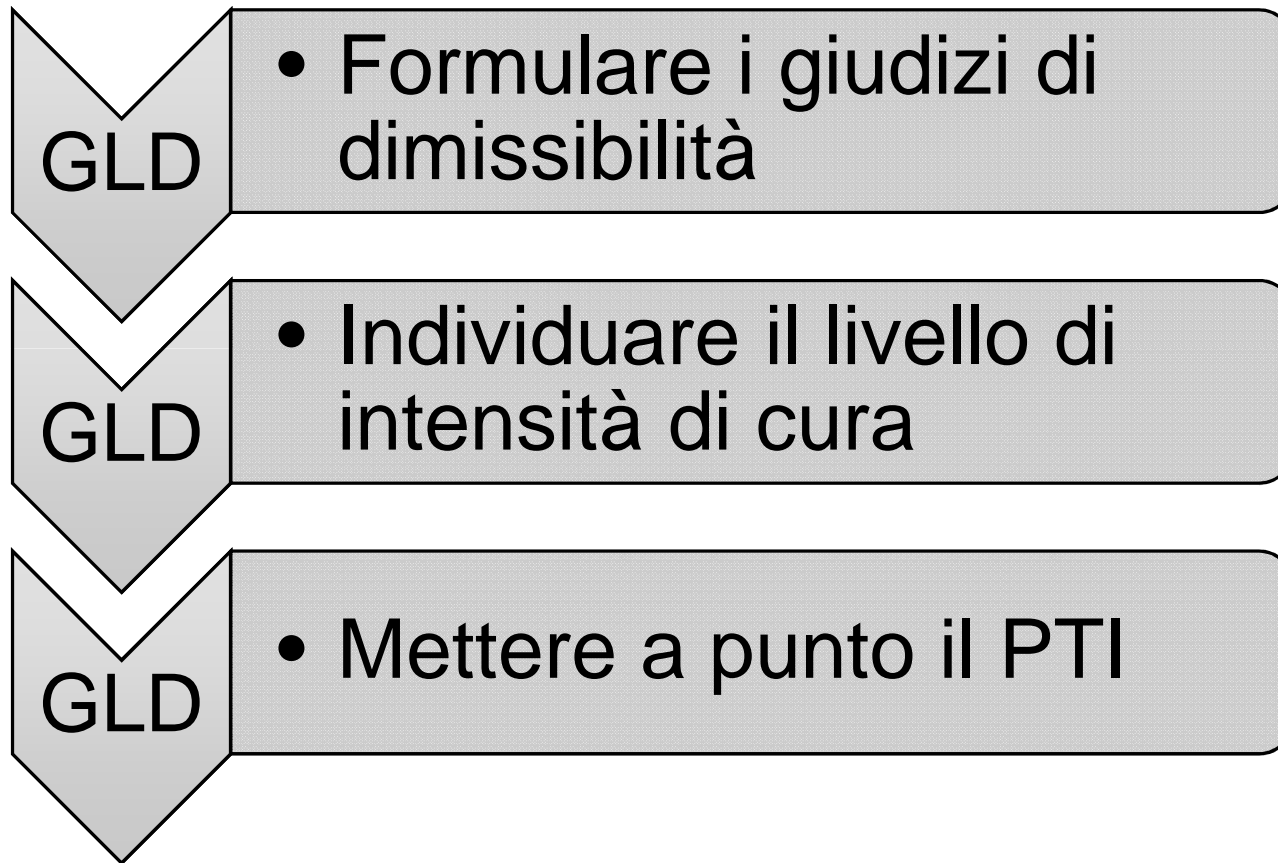 GLD
• Formulare i giudizi di
dimissibilità
GLD
• Individuare il livello di
intensità di cura
GLD
• Mettere a punto il PTI